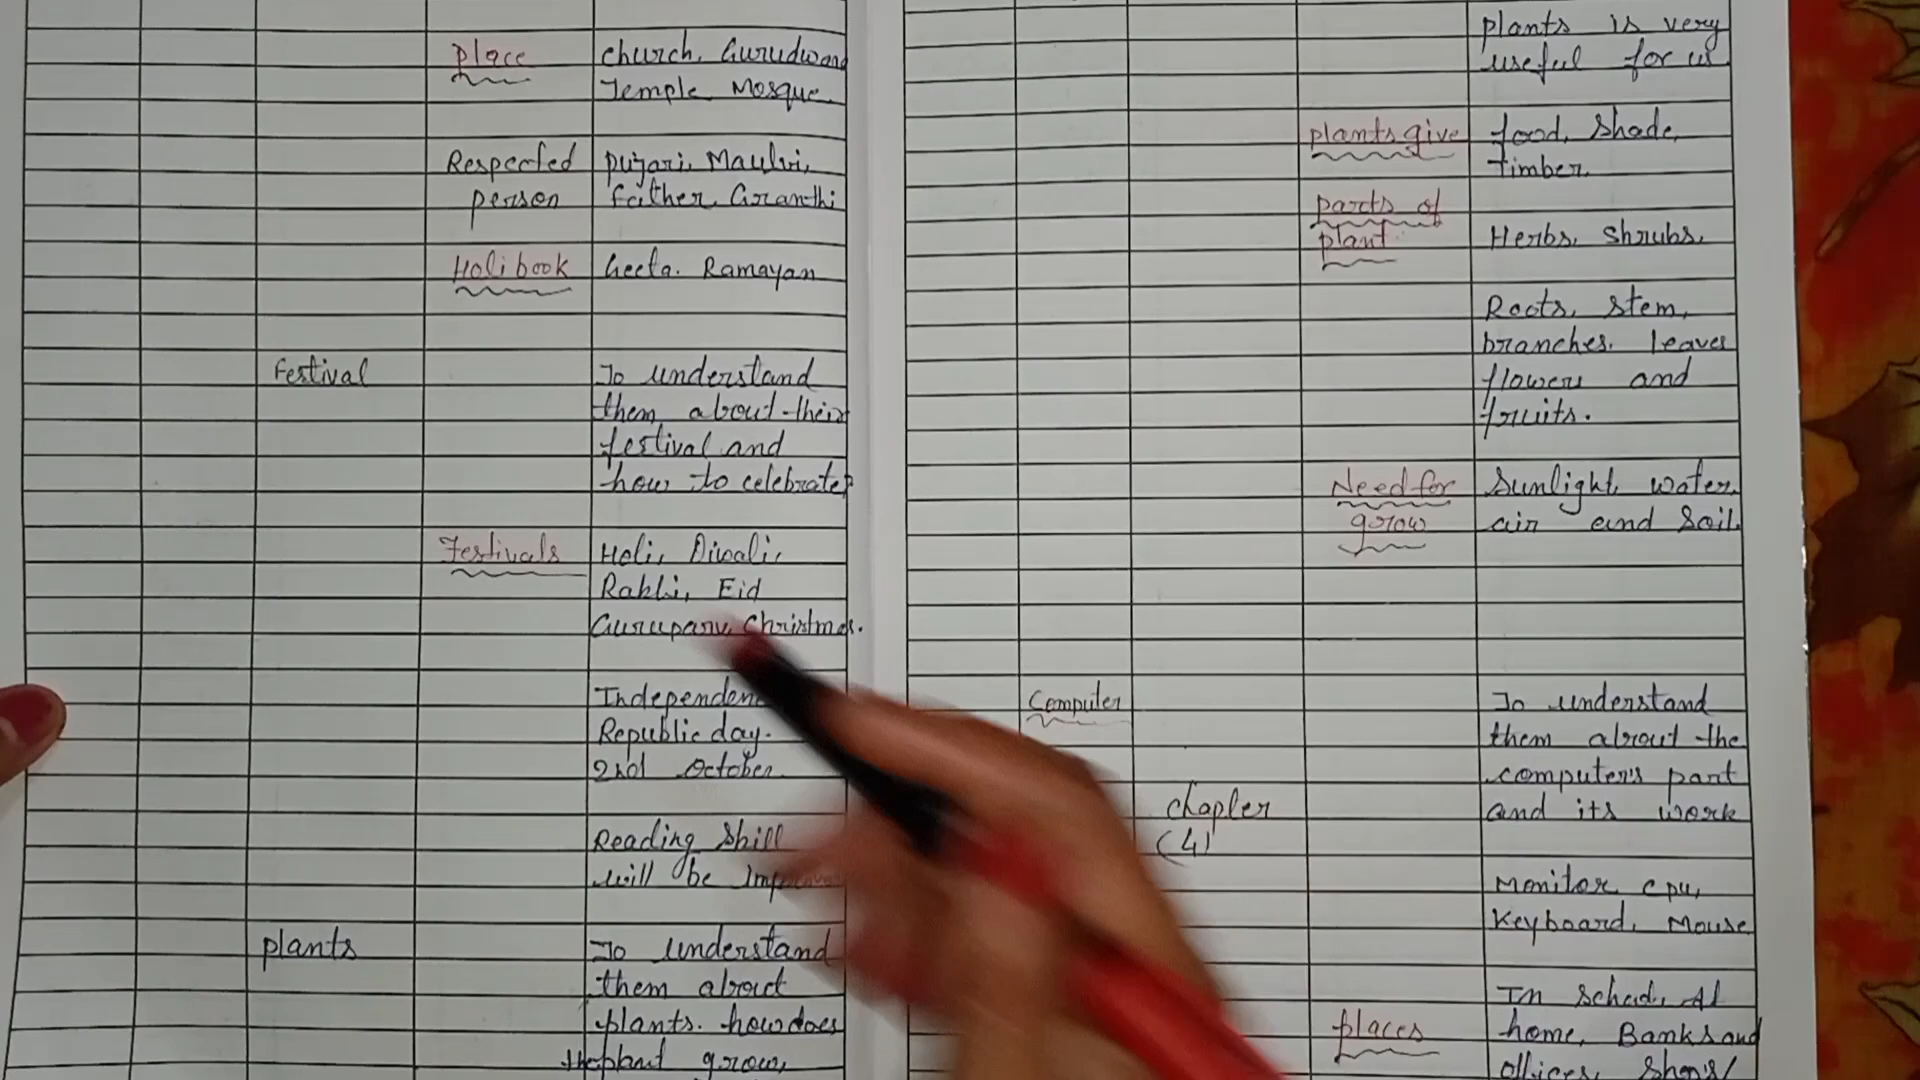 Place
Church, Gurudwara
Temple, Mosque.
Respected
person
Pujari, Maulvi,
Father, Granthi
Holi book
Geeta. Ramayan
Festival
To understand
them about their
festival and
how to celebrate
Festivals
Holi, Diwali,
Rakhi, Eid
Guruparv, Christmas.
Republic day.
2nd October.
Reading skill
will be
plants
To understand
them about
plants. how does
the plant grow,
plants is very
useful for us
plants give
food, Shade,
timber.
parts of
plant
Herbs, Shrubs,
Roots, stem,
branches, leaves
flowers and
fruits.
Need for
grow
Sunlight, water,
air and soil.
Computer
To understand
them about the
computer's part
and its work
chapter
(4)
Monitor, cpu,
Keyboard, Mouse
places
In School, At
home, Banks and
offices, Shops/